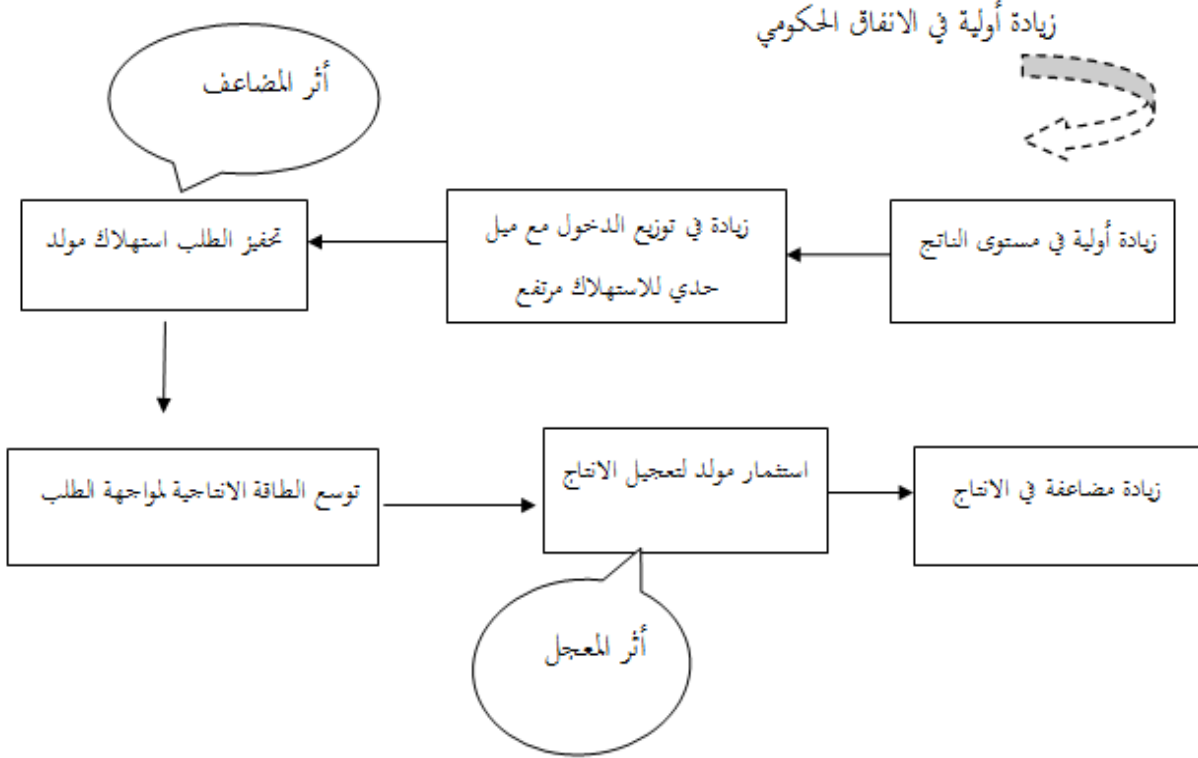 زيادة أولية في الانفاق الحكومي
أثر المضاعف
زيادة أولية في مستوى الناتج
زيادة في توزيع الدخول مع ميل
حدي للاستهلاك مرتفع
تحفيز الطلب استهلاك مولد
توسع الطاقة الانتاجية لمواجهة الطلب
استثمار مولد لتعجيل الانتاج
زيادة مضاعفة في الانتاج
أثر المعجل